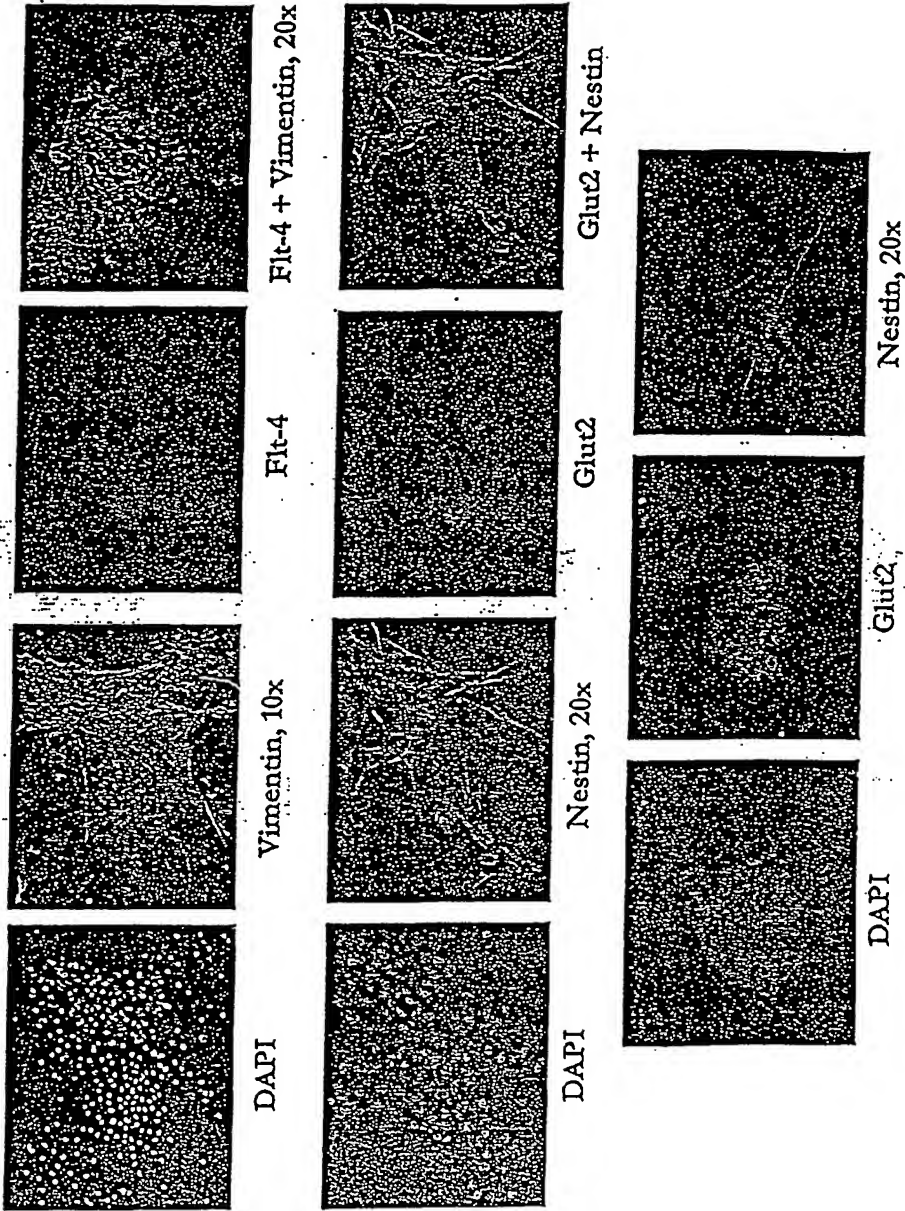 DAPI
Vimentin, 10x
Flt-4
Flt-4 + Vimentin, 20x
DAPI
Nestin, 20x
Glut2
Glut2 + Nestin
DAPI
Glut2
Nestin, 20x